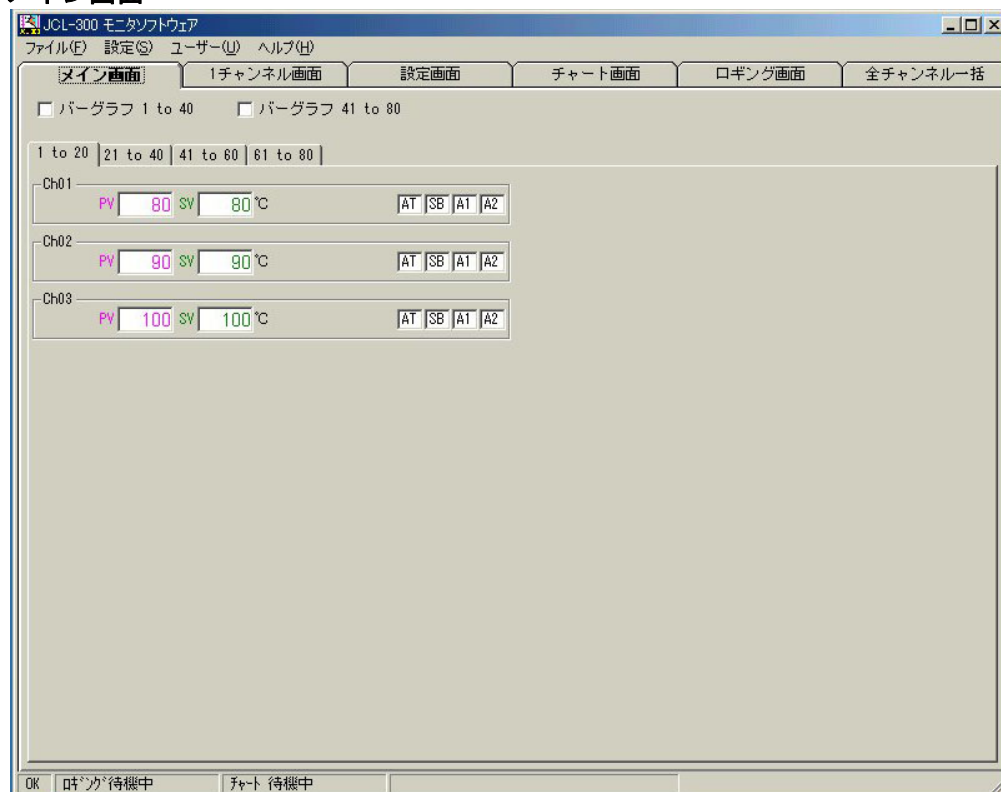 メイン画面
JCL-300 モニタソフトウェア
ファイル(F) 設定(S) ユーザー(U) ヘルプ(H)
メイン画面 1チャンネル画面 設定画面 チャート画面 ロギング画面 全チャンネル一括
バーグラフ 1 to 40 バーグラフ 41 to 80
1 to 20 21 to 40 41 to 60 61 to 80
Ch01
PV 80 SV 80 ℃ AT SB A1 A2
Ch02
PV 90 SV 90 ℃ AT SB A1 A2
Ch03
PV 100 SV 100 ℃ AT SB A1 A2
OK ﾛｷﾞﾝｸﾞ待機中 ﾁｬｰﾄ 待機中